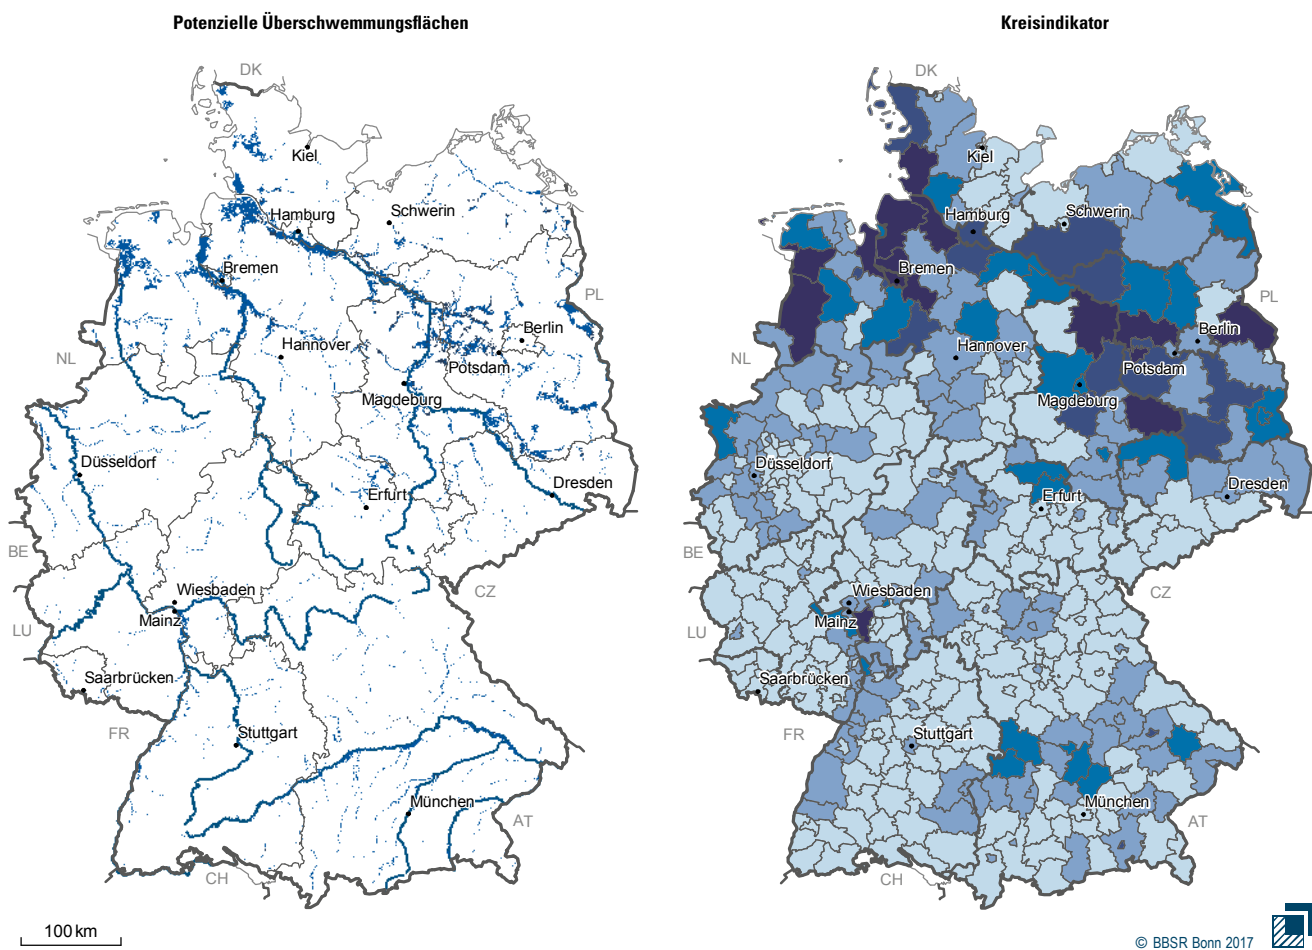 Potenzielle Überschwemmungsflächen
DK
Kiel
Hamburg
Schwerin
Bremen
PL
Berlin
Hannover
NL
Potsdam
Magdeburg
Düsseldorf
Erfurt
Dresden
BE
Wiesbaden
CZ
Mainz
LU
Saarbrücken
FR
Stuttgart
München
AT
CH
100 km
Kreisindikator
DK
Kiel
Hamburg
Schwerin
Bremen
PL
Berlin
Hannover
NL
Potsdam
Magdeburg
Düsseldorf
Erfurt
Dresden
BE
Wiesbaden
CZ
Mainz
LU
Saarbrücken
FR
Stuttgart
München
AT
CH
© BBSR Bonn 2017